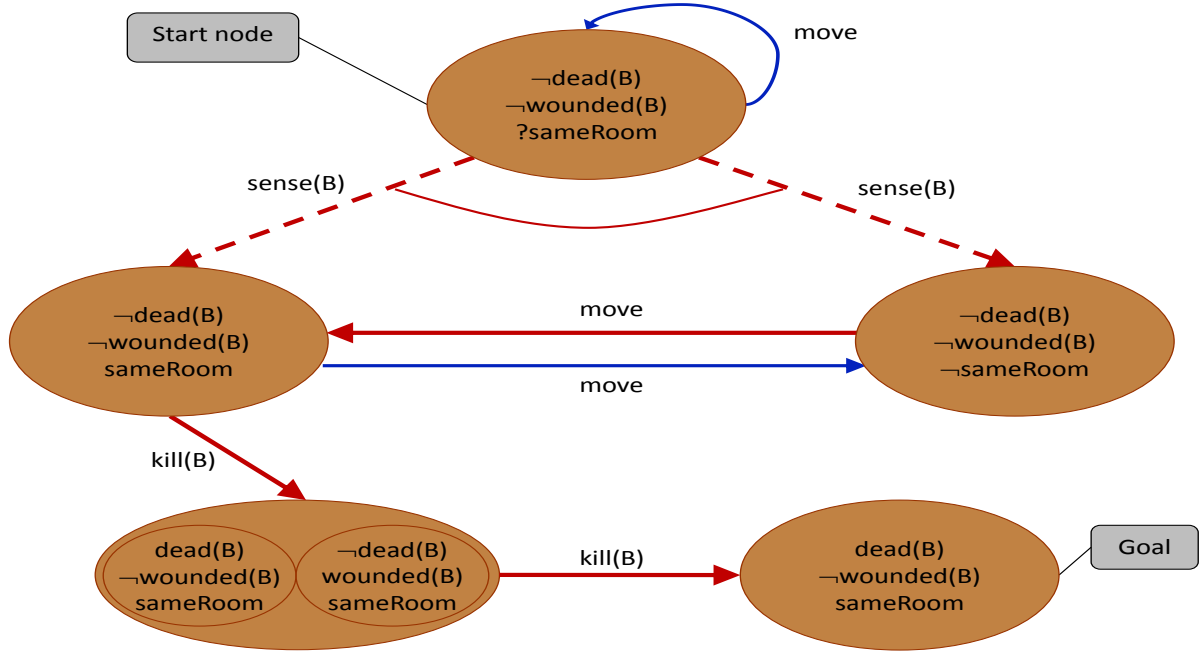 Start node
move
¬dead(B)
¬wounded(B)
?sameRoom
sense(B)
sense(B)
¬dead(B)
¬wounded(B)
sameRoom
move
move
¬dead(B)
¬wounded(B)
¬sameRoom
kill(B)
dead(B)
¬wounded(B)
sameRoom
¬dead(B)
wounded(B)
sameRoom
kill(B)
dead(B)
¬wounded(B)
sameRoom
Goal